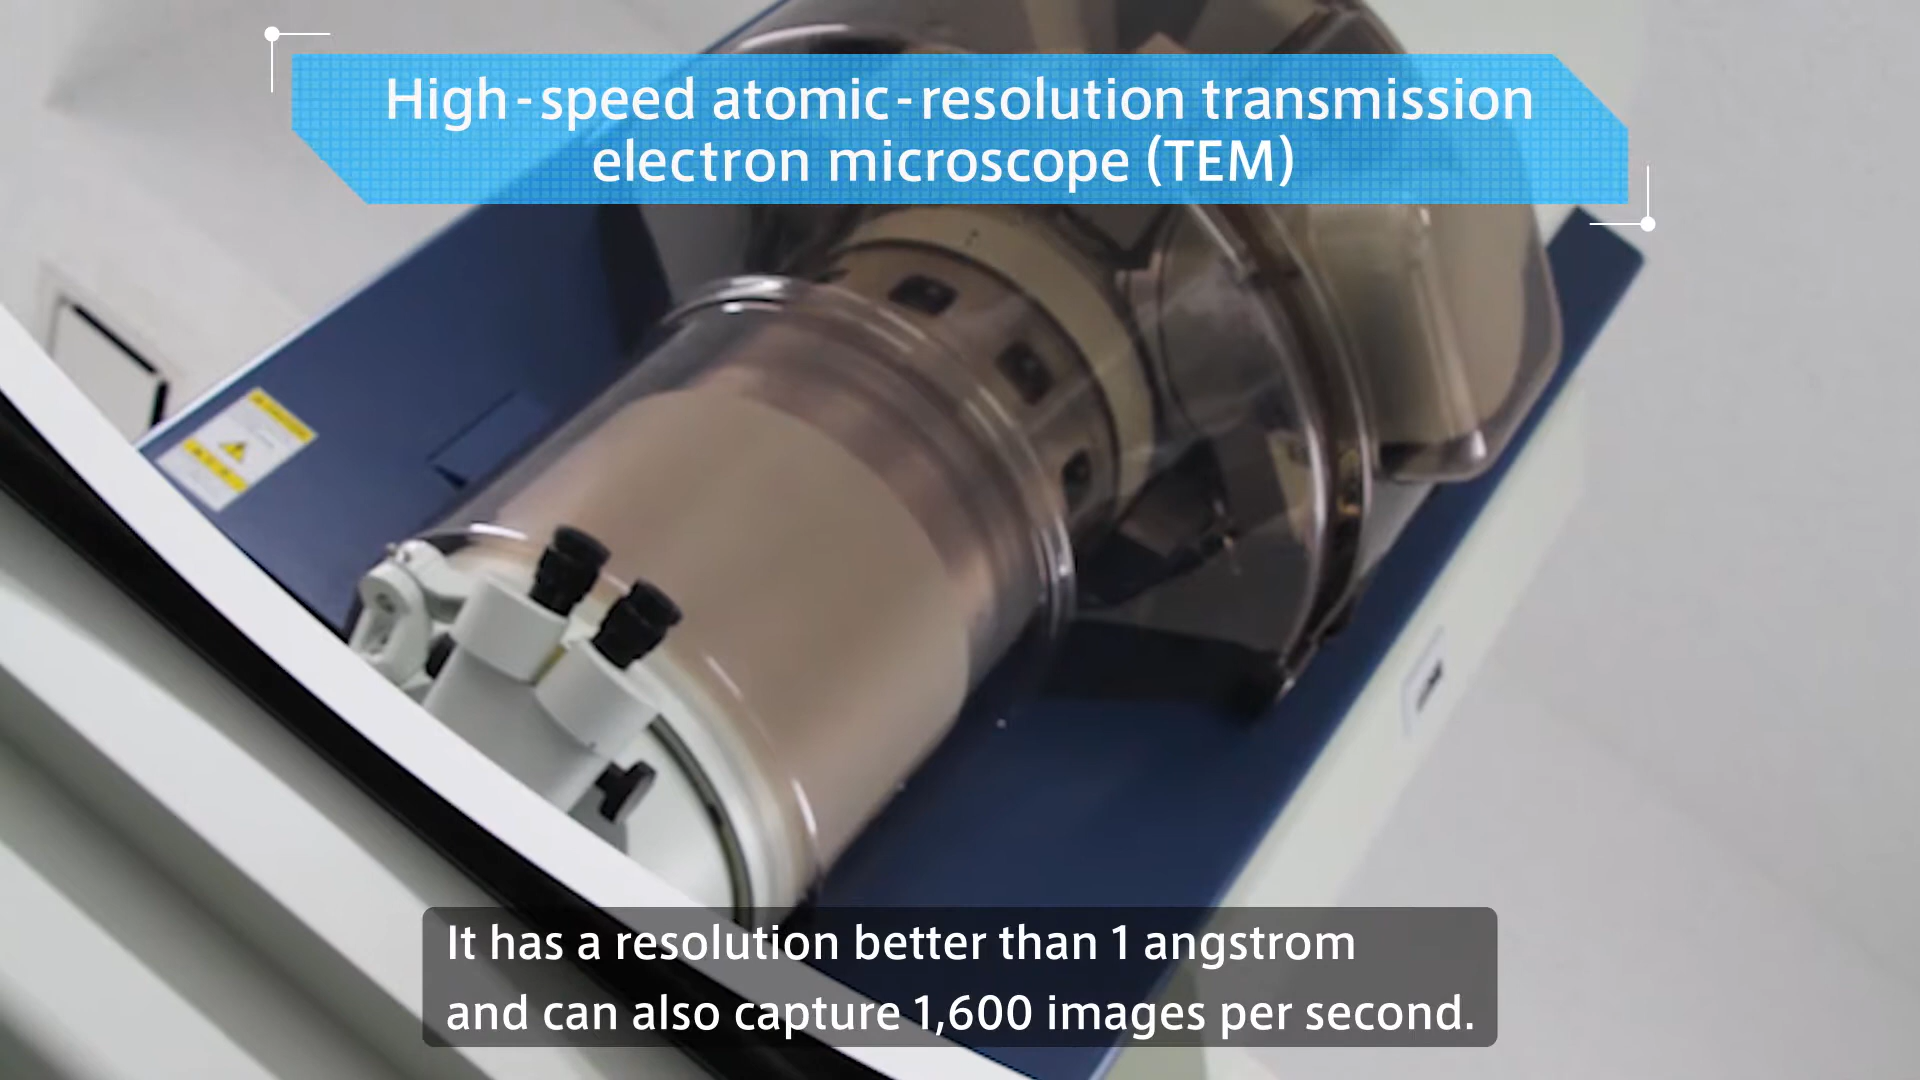 High-speed atomic-resolution transmission
electron microscope (TEM)
It has a resolution better than 1 angstrom
and can also capture 1,600 images per second.